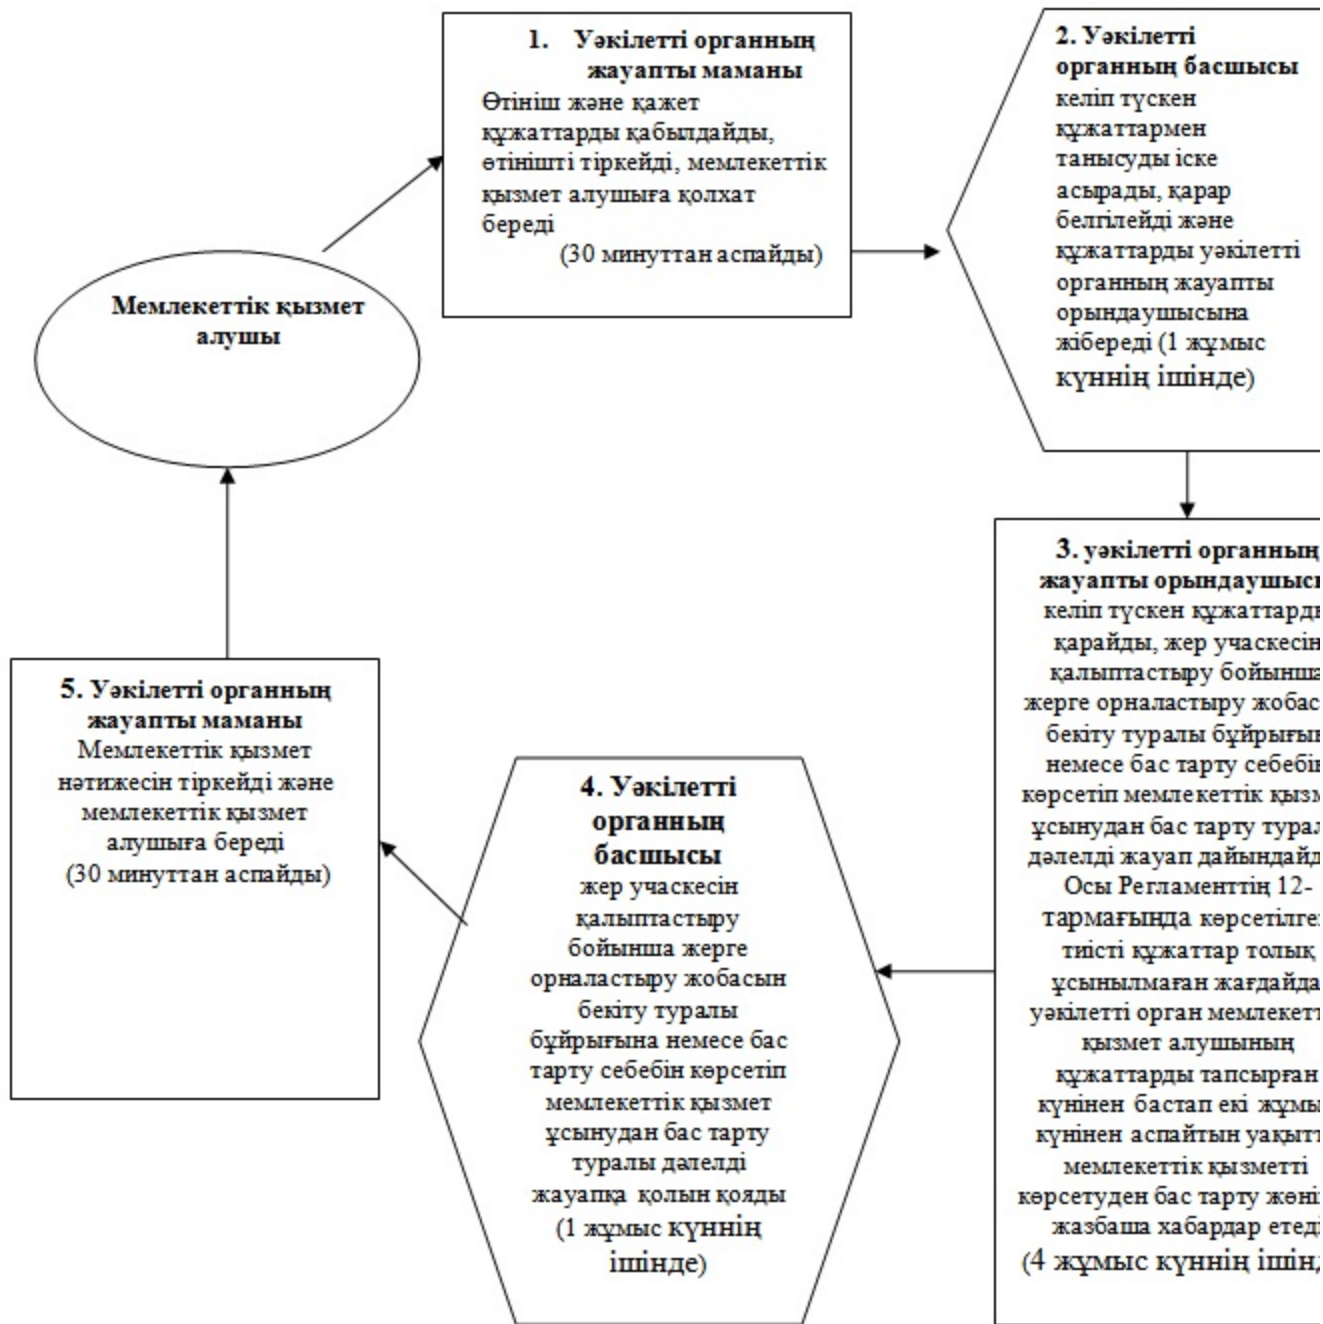 1. Уәкілетті органның
жауапты маманы
Өтініш және қажет
құжаттарды қабылдайды,
өтінішті тіркейді, мемлекеттік
қызмет алушыға қолхат
береді
(30 минуттан аспайды)
2. Уәкілетті
органның басшысы
келіп түскен
құжаттармен
танысуды іске
асырады, қарар
белгілейді және
құжаттарды уәкілетті
органның жауапты
орындаушысына
жібереді (1 жұмыс
күннің ішінде)
Мемлекеттік қызмет
алушы
3. уәкілетті органның
жауапты
келіп түскен
қарайды, жер
қалыптастыру
жерге орналастыру
бекіту туралы
немесе бас тарту
көрсетіп мемлекеттік
ұсынудан бас тарту
дәлелді жауап
Осы Регламенттің 12-
тармағында
тиісті құжаттар толық
ұсынылмаған жағдайда
уәкілетті орган
қызмет алушының
құжаттарды тапсырған
күнінен бастап екі
күнінен аспайтын
мемлекеттік қызметті
көрсетуден бас тарту
жазбаша хабардар
(4 жұмыс күннің
4. Уәкілетті
органның
басшысы
жер учаскесін
қалыптастыру
бойынша жерге
орналастыру жобасын
бекіту туралы
бұйрығына немесе бас
тарту себебін көрсетіп
мемлекеттік қызмет
ұсынудан бас тарту
туралы дәлелді
жауапқа қолын қояды
(1 жұмыс күннің
ішінде)
5. Уәкілетті органның
жауапты маманы
Мемлекеттік қызмет
нәтижесін тіркейді және
мемлекеттік қызмет
алушыға береді
(30 минуттан аспайды)